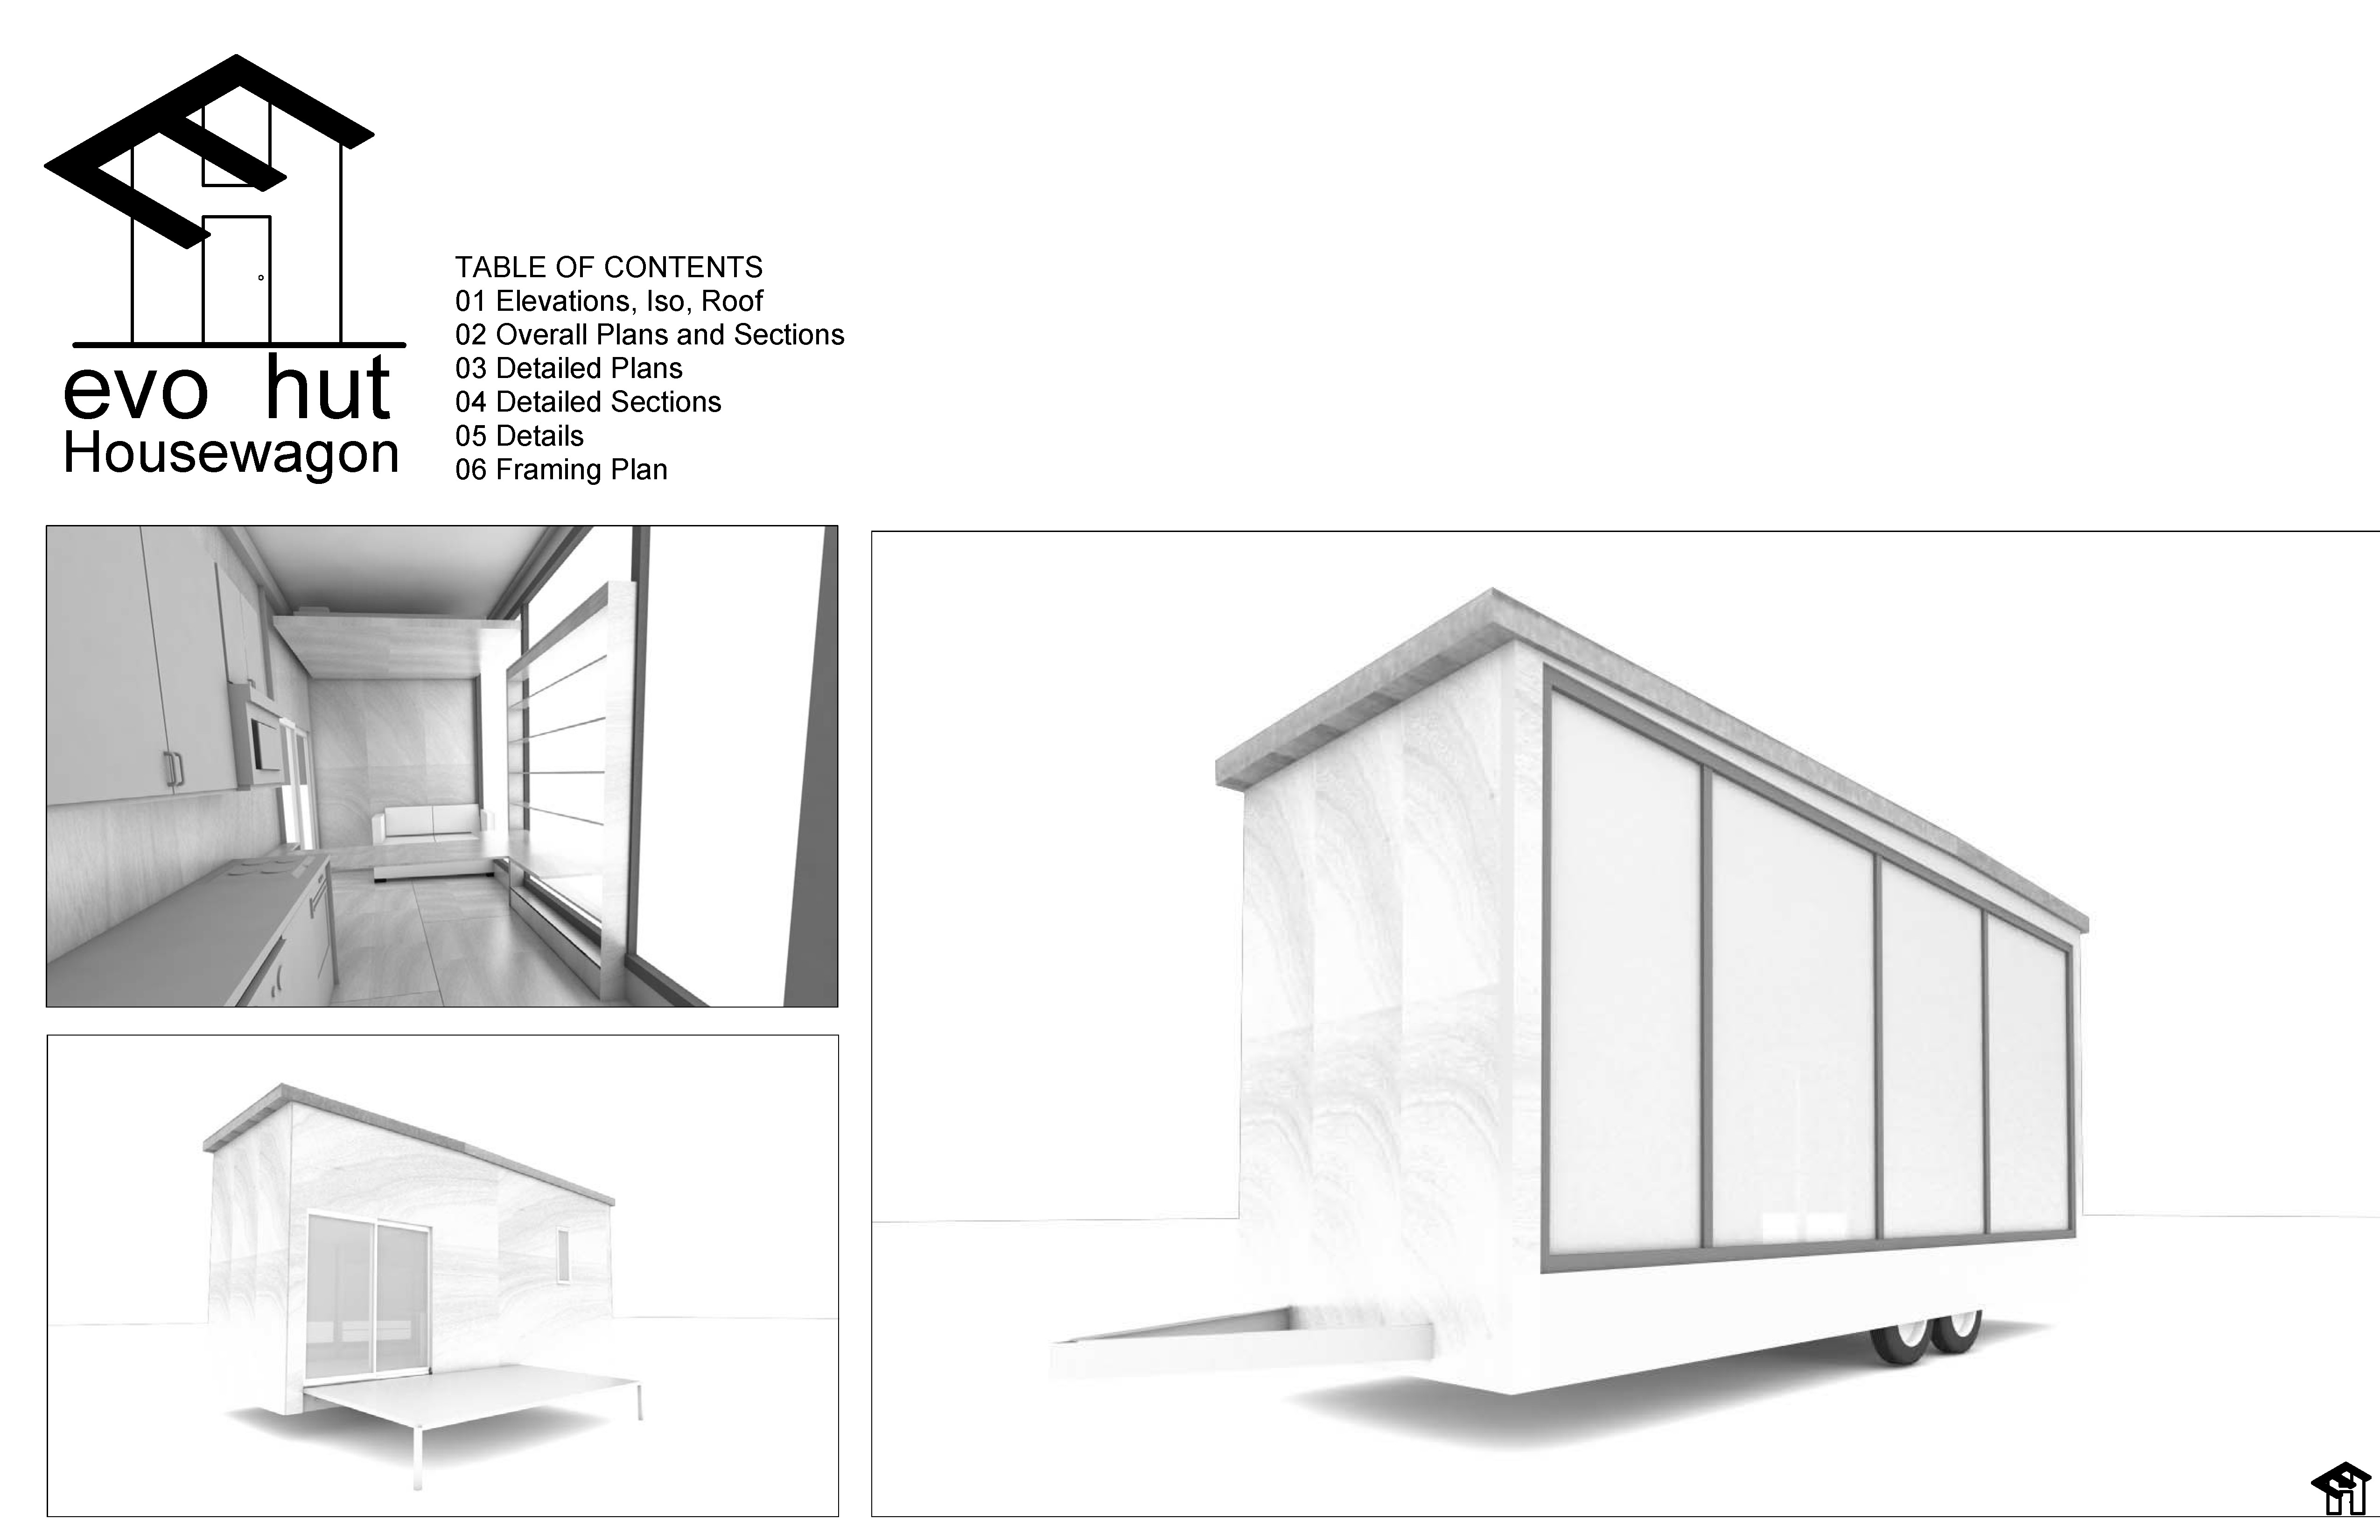 TABLE OF CONTENTS
01 Elevations, Iso, Roof
02 Overall Plans and Sections
03 Detailed Plans
04 Detailed Sections
05 Details
06 Framing Plan
evo hut
Housewagon